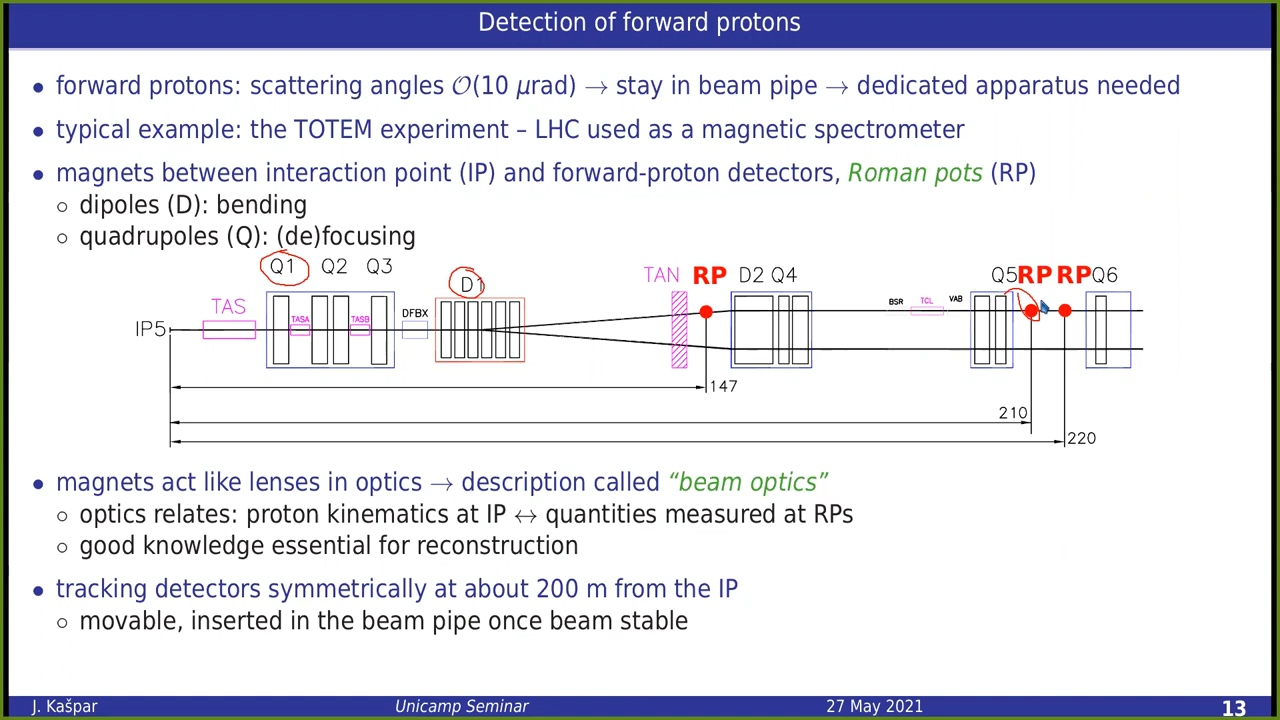 Detection of forward protons
• forward protons: scattering angles 𝒪(10 μrad) → stay in beam pipe → dedicated apparatus needed
• typical example: the TOTEM experiment – LHC used as a magnetic spectrometer
• magnets between interaction point (IP) and forward-proton detectors, Roman pots (RP)
○ dipoles (D): bending
○ quadrupoles (Q): (de)focusing
Q1 Q2 Q3 D1 TAN RP D2 Q4 Q5 RP RP Q6
TAS TASA TASB DFBX BSR TCL VAB
IP5
147
210
220
• magnets act like lenses in optics → description called “beam optics”
○ optics relates: proton kinematics at IP ↔ quantities measured at RPs
○ good knowledge essential for reconstruction
• tracking detectors symmetrically at about 200 m from the IP
○ movable, inserted in the beam pipe once beam stable
J. Kašpar Unicamp Seminar 27 May 2021 13